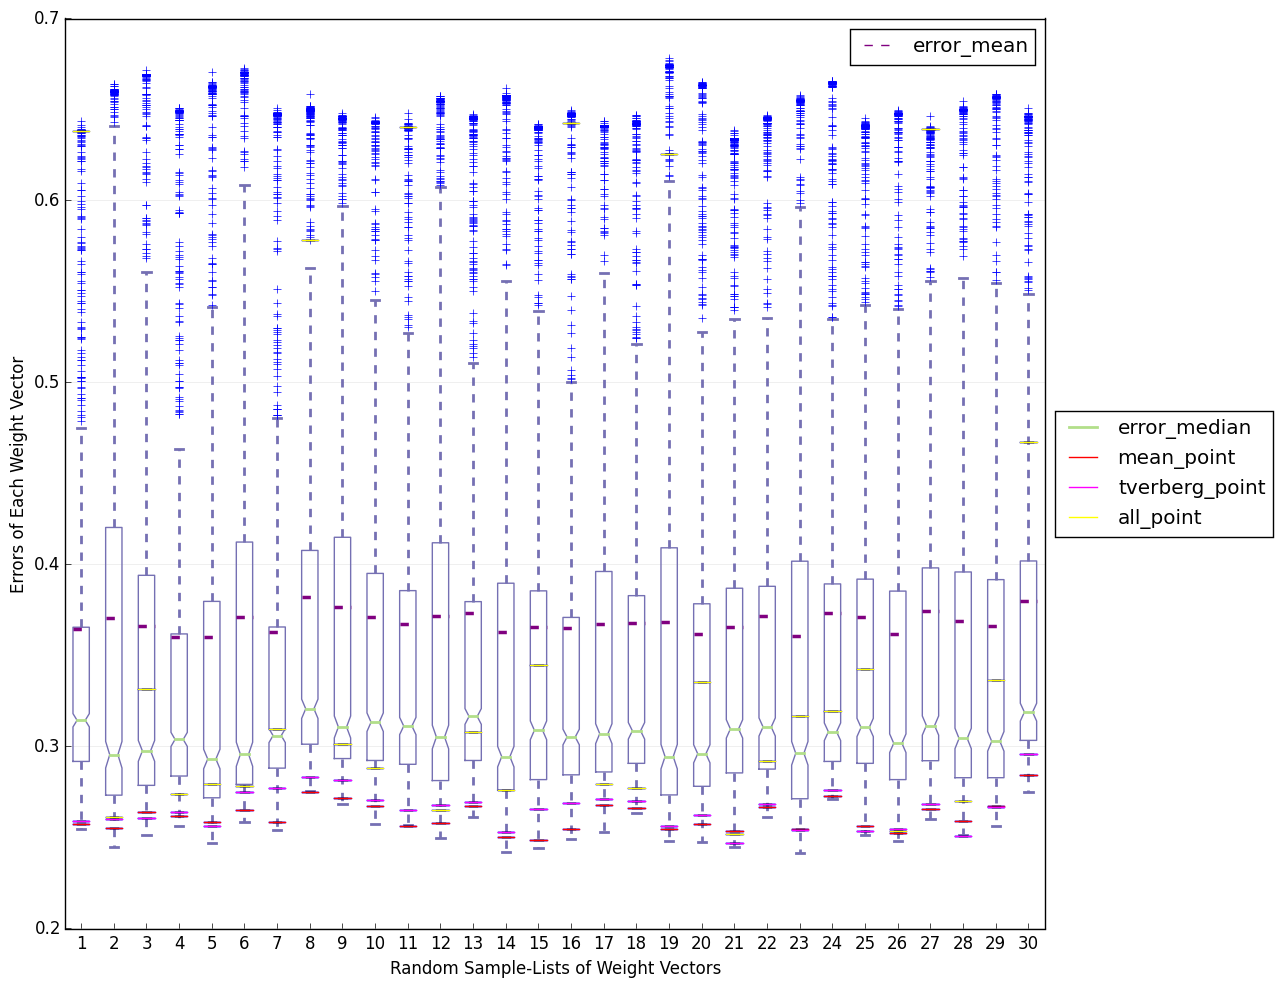 0.7
0.6
0.5
0.4
0.3
0.2
Errors of Each Weight Vector
error_mean
error_median
mean_point
tverberg_point
all_point
1 2 3 4 5 6 7 8 9 10 11 12 13 14 15 16 17 18 19 20 21 22 23 24 25 26 27 28 29 30
Random Sample-Lists of Weight Vectors